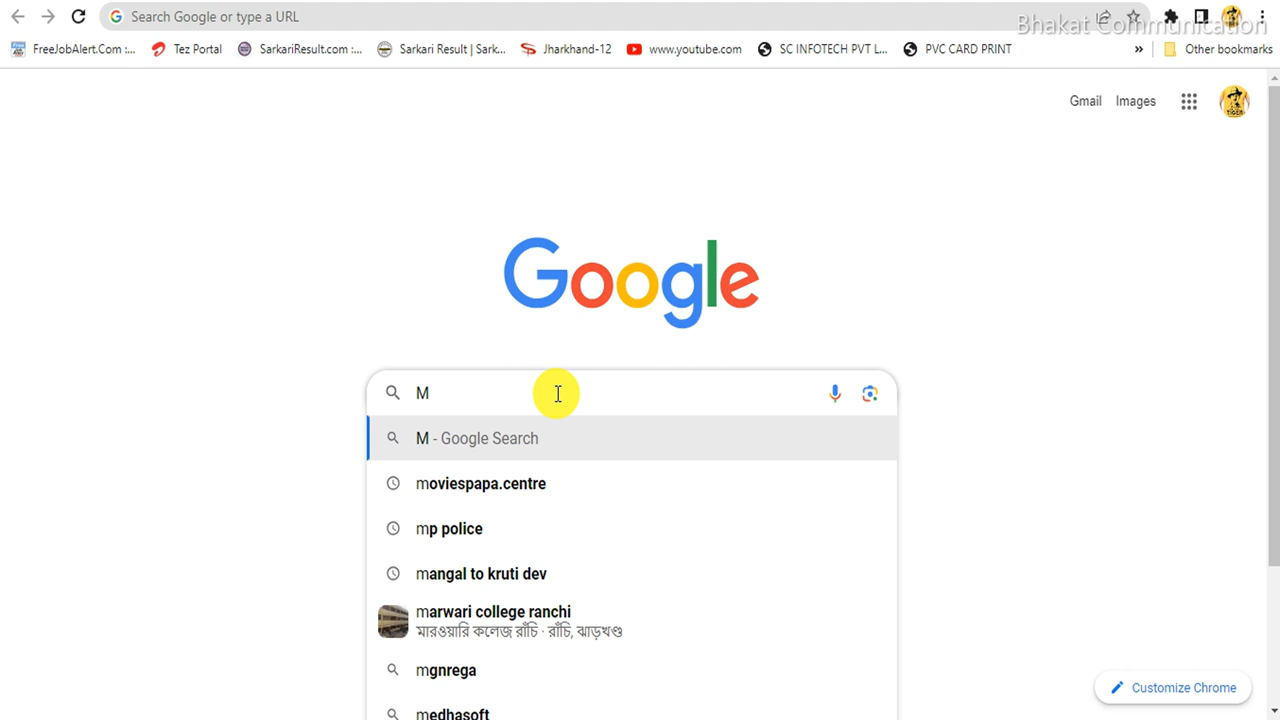 Search Google or type a URL
Bhakat Communication
FreeJobAlert.Com :...
Tez Portal
SarkariResult.com :...
Sarkari Result | Sark...
Jharkhand-12
www.youtube.com
SC INFOTECH PVT L...
PVC CARD PRINT
»
Other bookmarks
Gmail
Images
Google
M
M - Google Search
moviespapa.centre
mp police
mangal to kruti dev
marwari college ranchi
মারওয়ারি কলেজ রাঁচি · রাঁচি, ঝাড়খণ্ড
mgnrega
medhasoft
Customize Chrome